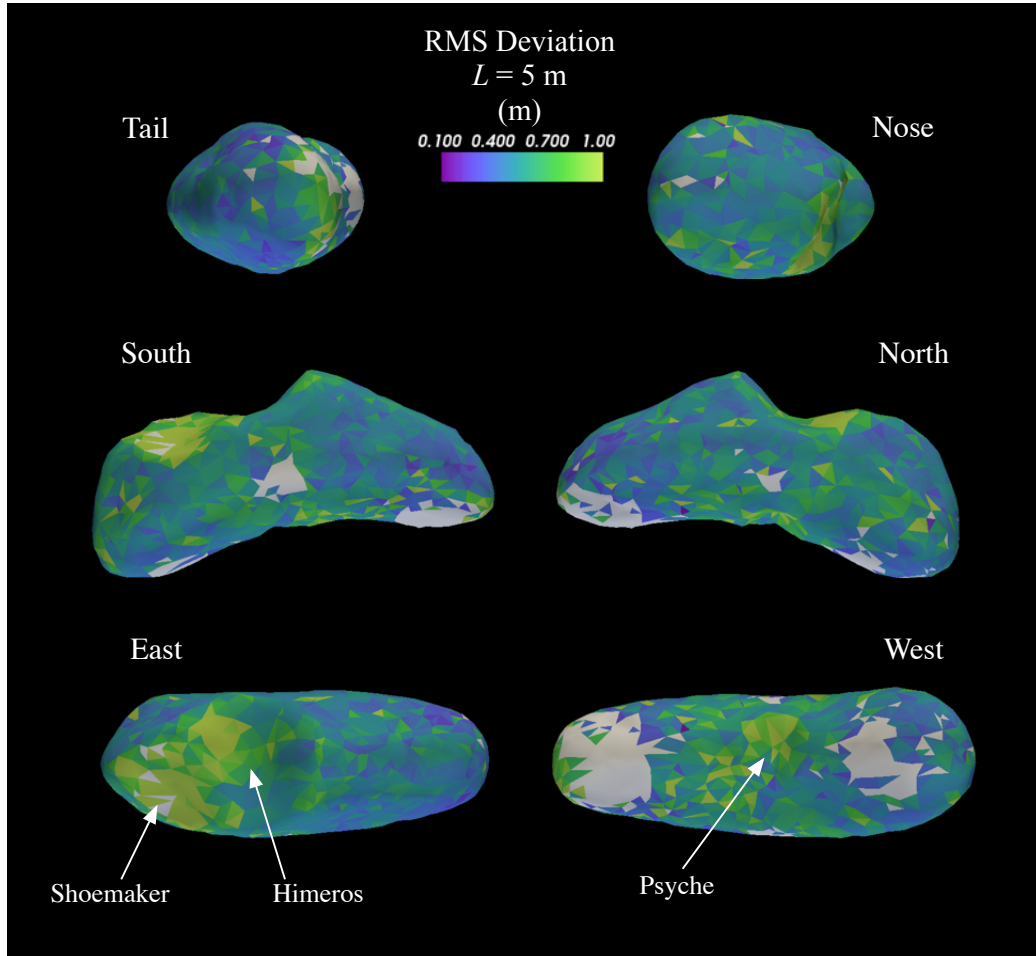 RMS Deviation
L = 5 m
(m)
Tail
Nose
0.100 0.400 0.700 1.00
South
North
East
West
Shoemaker
Himeros
Psyche